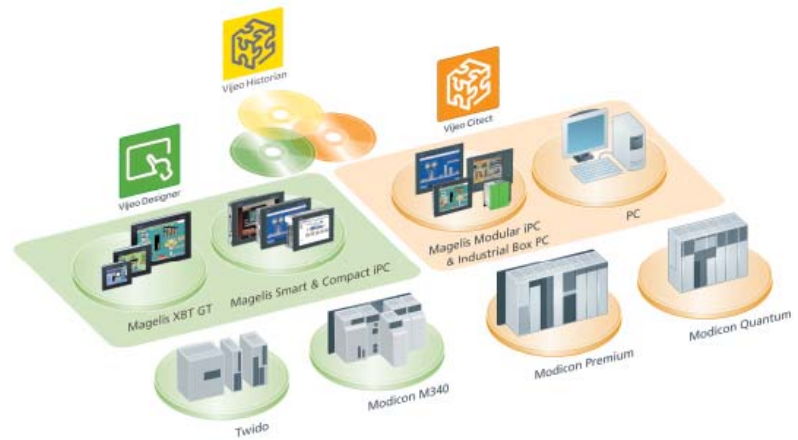 Vijeo Historian
Vijeo Citect
Vijeo Designer
PC
Magelis Modular iPC
& Industrial Box PC
Magelis Smart & Compact iPC
Magelis XBT GT
Modicon Quantum
Modicon Premium
Modicon M340
Twido